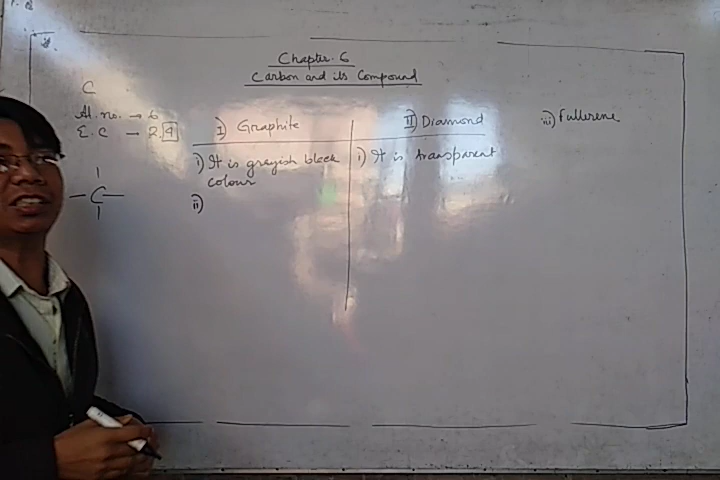 Chapter. 6
Carbon and its Compound
C
At. no. → 6
E.C → 2,4
I) Graphite
II) Diamond
iii) Fullerene
i) It is greyish black colour
i) It is transparent
ii)
– C –